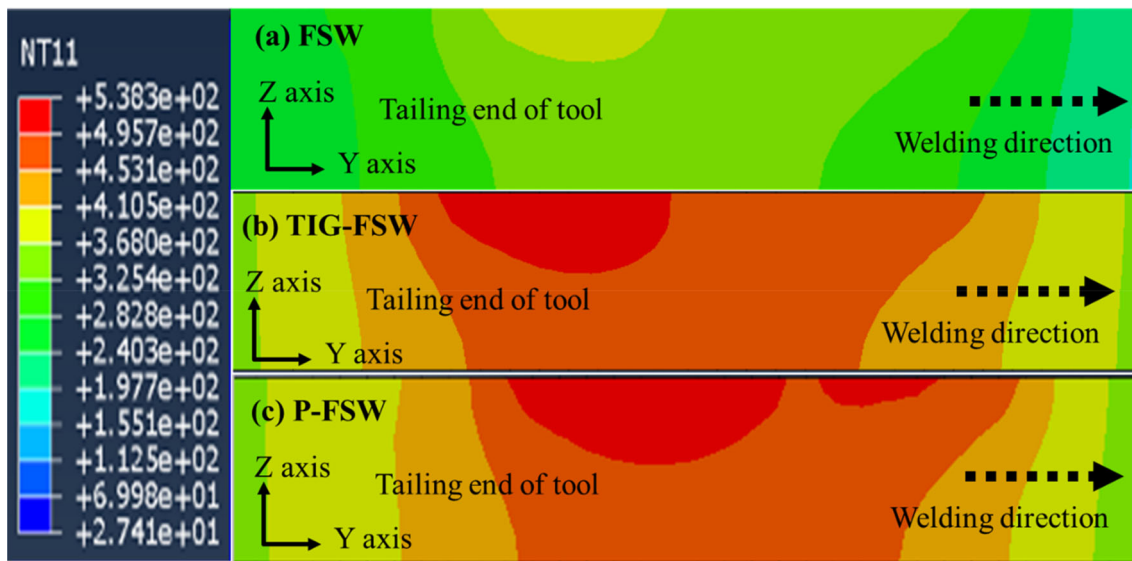 NT11
+5.383e+02
+4.957e+02
+4.531e+02
+4.105e+02
+3.680e+02
+3.254e+02
+2.828e+02
+2.403e+02
+1.977e+02
+1.551e+02
+1.125e+02
+6.998e+01
+2.741e+01
(a) FSW
Z axis
Tailing end of tool
Y axis
Welding direction
(b) TIG-FSW
Z axis
Tailing end of tool
Y axis
Welding direction
(c) P-FSW
Z axis
Tailing end of tool
Y axis
Welding direction